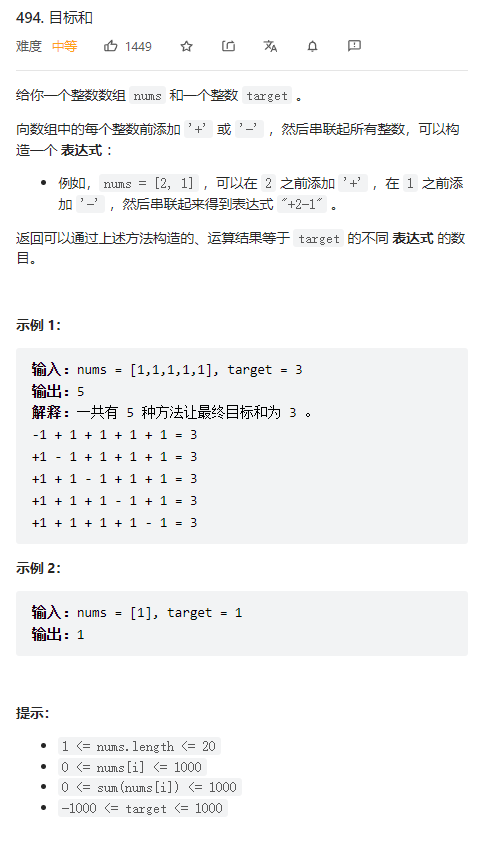 494. 目标和
难度 中等 1449
给你一个整数数组 nums 和一个整数 target 。
向数组中的每个整数前添加 '+' 或 '-' ，然后串联起所有整数，可以构
造一个 表达式 ：
• 例如，nums = [2, 1] ，可以在 2 之前添加 '+' ，在 1 之前添
加 '-' ，然后串联起来得到表达式 "+2-1" 。
返回可以通过上述方法构造的、运算结果等于 target 的不同 表达式 的数
目。
示例 1：
输入：nums = [1,1,1,1,1], target = 3
输出：5
解释：一共有 5 种方法让最终目标和为 3 。
-1 + 1 + 1 + 1 + 1 = 3
+1 - 1 + 1 + 1 + 1 = 3
+1 + 1 - 1 + 1 + 1 = 3
+1 + 1 + 1 - 1 + 1 = 3
+1 + 1 + 1 + 1 - 1 = 3
示例 2：
输入：nums = [1], target = 1
输出：1
提示：
• 1 <= nums.length <= 20
• 0 <= nums[i] <= 1000
• 0 <= sum(nums[i]) <= 1000
• -1000 <= target <= 1000